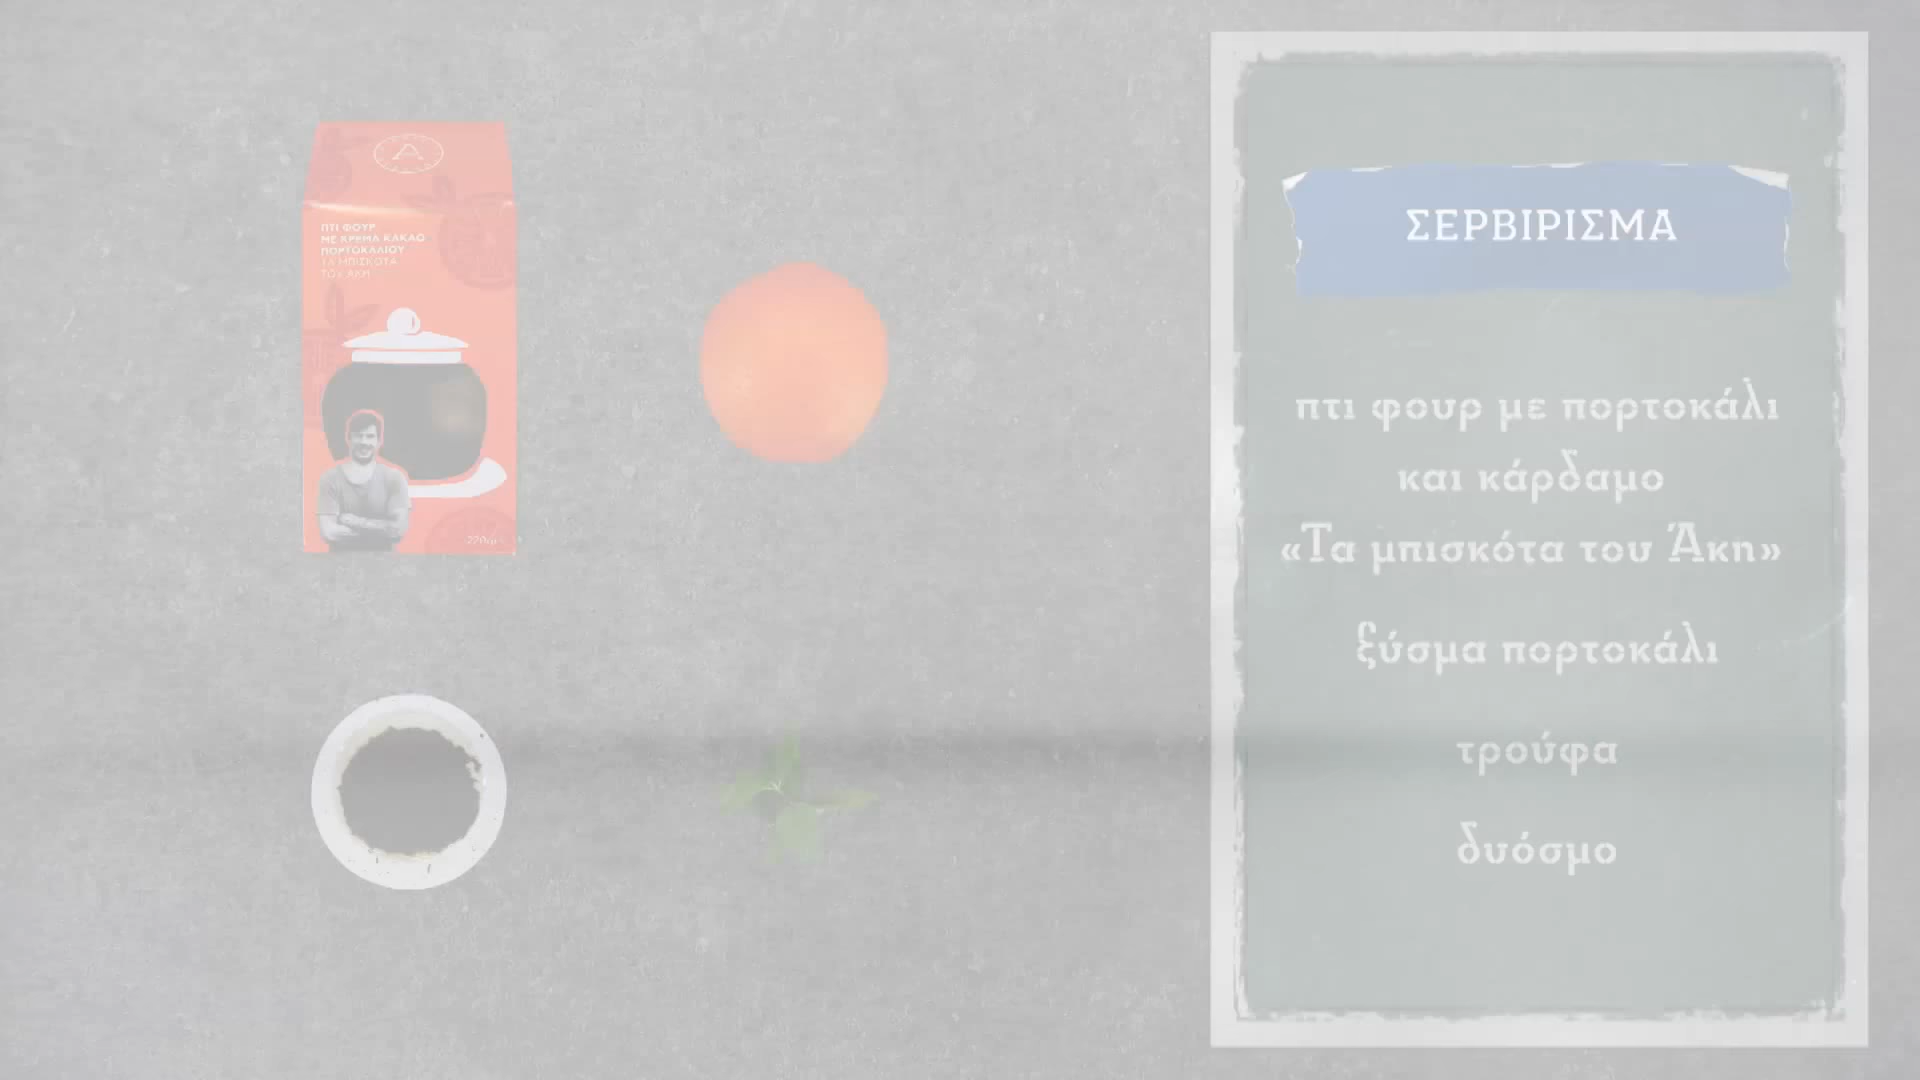 Α
ΠΤΙ ΦΟΥΡ
ΜΕ ΚΡΕΜΑ ΚΑΚΑΟ
ΠΟΡΤΟΚΑΛΙΟΥ
ΤΑ ΜΠΙΣΚΟΤΑ
ΤΟΥ ΑΚΗ
ΣΕΡΒΙΡΙΣΜΑ
πτι φουρ με πορτοκάλι
και κάρδαμο
«Τα μπισκότα του Άκη»
ξύσμα πορτοκάλι
τρούφα
δυόσμο